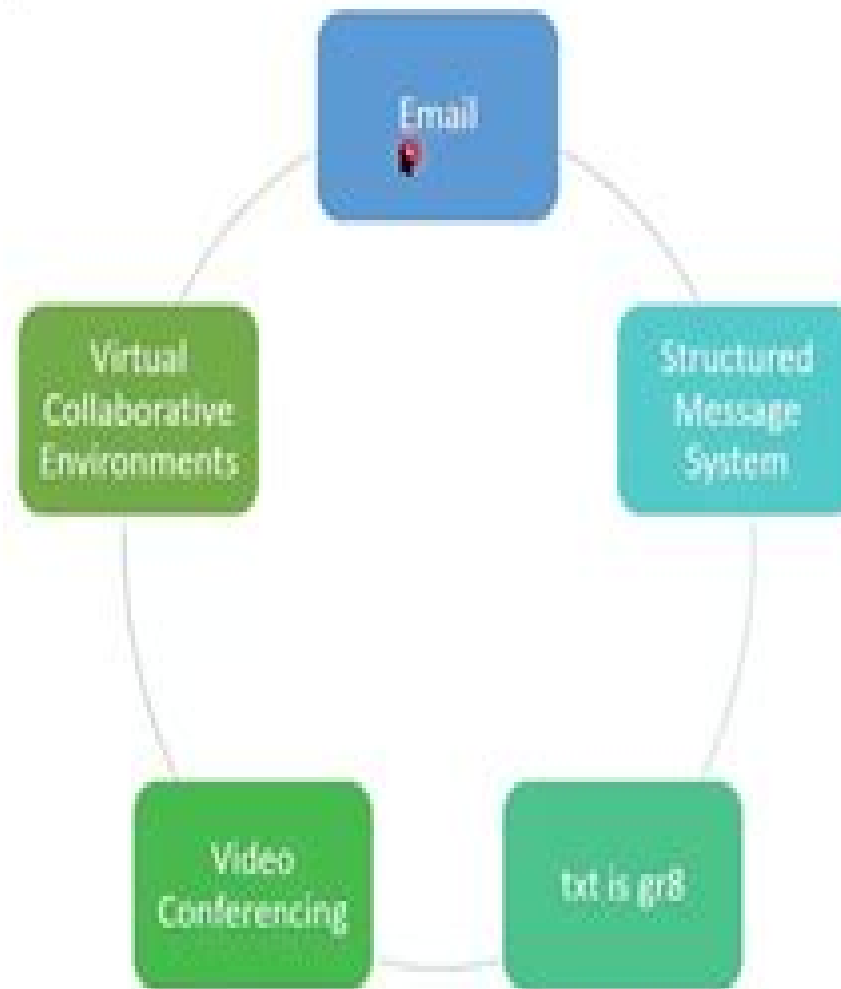 Email
Structured
Message
System
txt is gr8
Video
Conferencing
Virtual
Collaborative
Environments